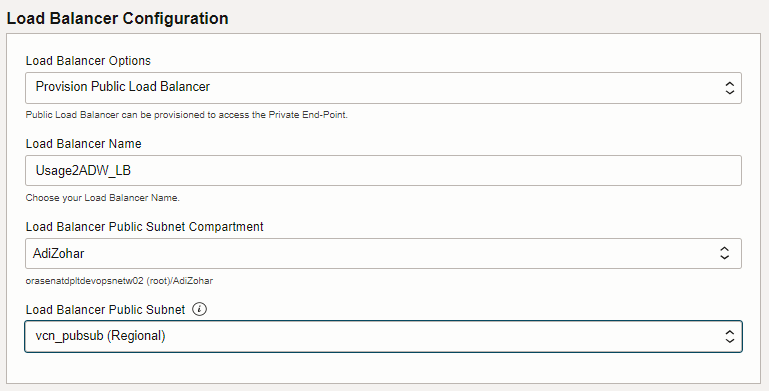 Load Balancer Configuration
Load Balancer Options
Provision Public Load Balancer
Public Load Balancer can be provisioned to access the Private End-Point.
Load Balancer Name
Usage2ADW_LB
Choose your Load Balancer Name.
Load Balancer Public Subnet Compartment
AdiZohar
orasenatdpltdevopsnetw02 (root)/AdiZohar
Load Balancer Public Subnet
vcn_pubsub (Regional)